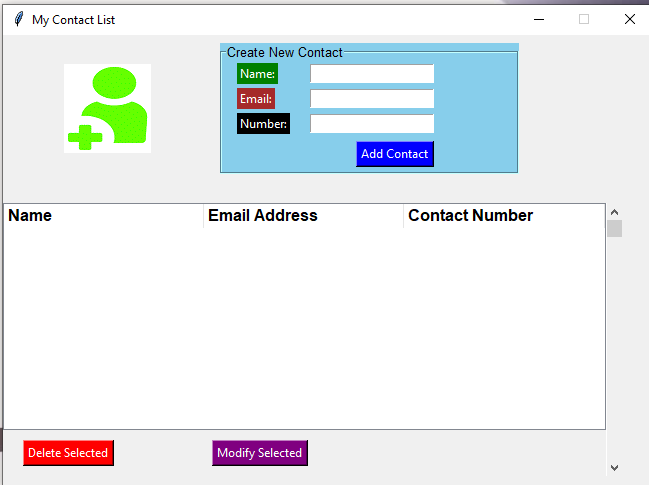 My Contact List
Create New Contact
Name:
Email:
Number:
Add Contact
Name Email Address Contact Number
Delete Selected Modify Selected